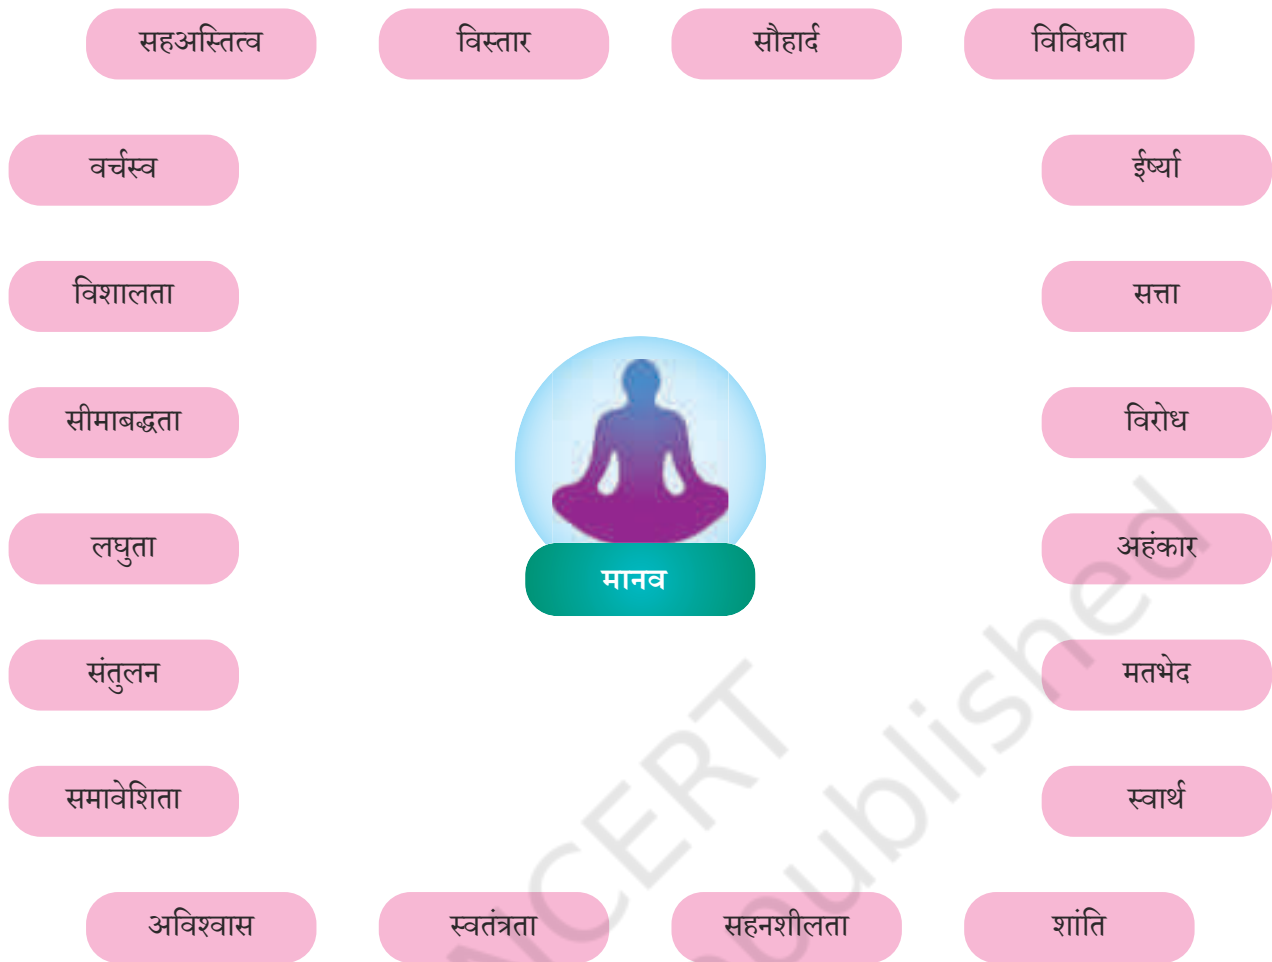 सहअस्तित्व विस्तार सौहार्द विविधता
वर्चस्व ईर्ष्या
विशालता सत्ता
सीमाबद्धता विरोध
लघुता अहंकार
मानव
संतुलन मतभेद
समावेशिता स्वार्थ
अविश्वास स्वतंत्रता सहनशीलता शांति
NCERT
published